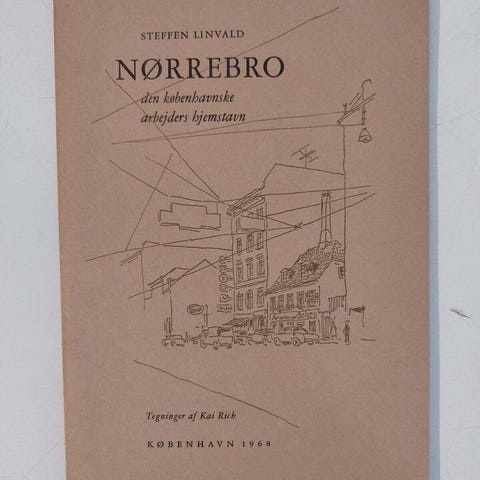 STEFFEN LINVALD
NØRREBRO
den københavnske
arbejders hjemstavn
Tegninger af Kai Rich
KØBENHAVN 1968